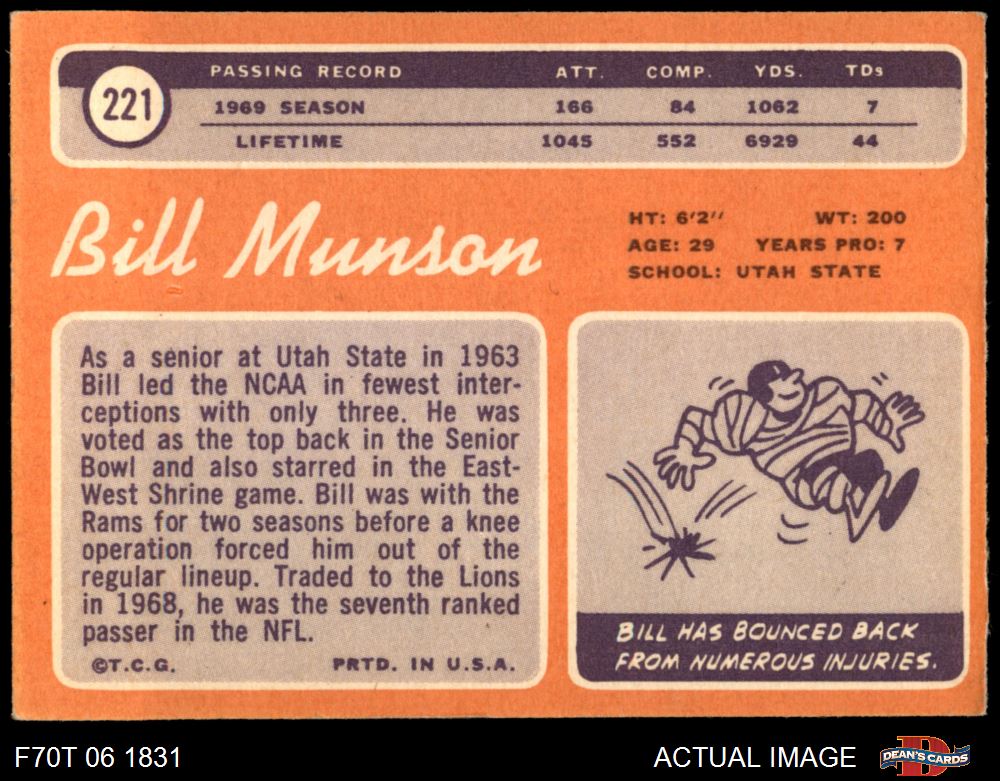 221
PASSING RECORD ATT. COMP. YDS. TDs
1969 SEASON 166 84 1062 7
LIFETIME 1045 552 6929 44
Bill Munson
HT: 6'2'' WT: 200
AGE: 29 YEARS PRO: 7
SCHOOL: UTAH STATE
As a senior at Utah State in 1963
Bill led the NCAA in fewest inter-
ceptions with only three. He was
voted as the top back in the Senior
Bowl and also starred in the East-
West Shrine game. Bill was with the
Rams for two seasons before a knee
operation forced him out of the
regular lineup. Traded to the Lions
in 1968, he was the seventh ranked
passer in the NFL.
©T.C.G. PRTD. IN U.S.A.
BILL HAS BOUNCED BACK
FROM NUMEROUS INJURIES.
F70T 06 1831
ACTUAL IMAGE
D
DEAN'S CARDS